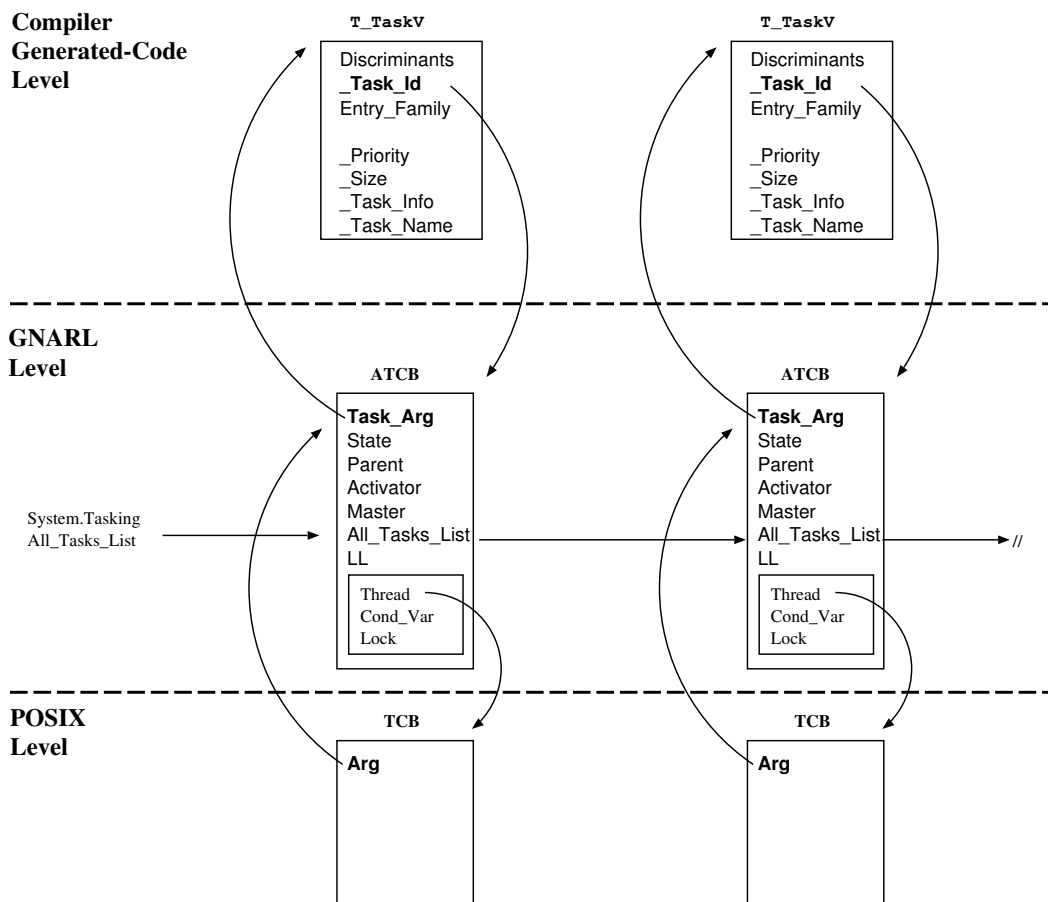 Compiler
Generated-Code
Level
T_TaskV
Discriminants
_Task_Id
Entry_Family
_Priority
_Size
_Task_Info
_Task_Name
T_TaskV
Discriminants
_Task_Id
Entry_Family
_Priority
_Size
_Task_Info
_Task_Name
GNARL
Level
System.Tasking
All_Tasks_List
ATCB
Task_Arg
State
Parent
Activator
Master
All_Tasks_List
LL
Thread
Cond_Var
Lock
ATCB
Task_Arg
State
Parent
Activator
Master
All_Tasks_List
LL
Thread
Cond_Var
Lock
//
POSIX
Level
TCB
Arg
TCB
Arg